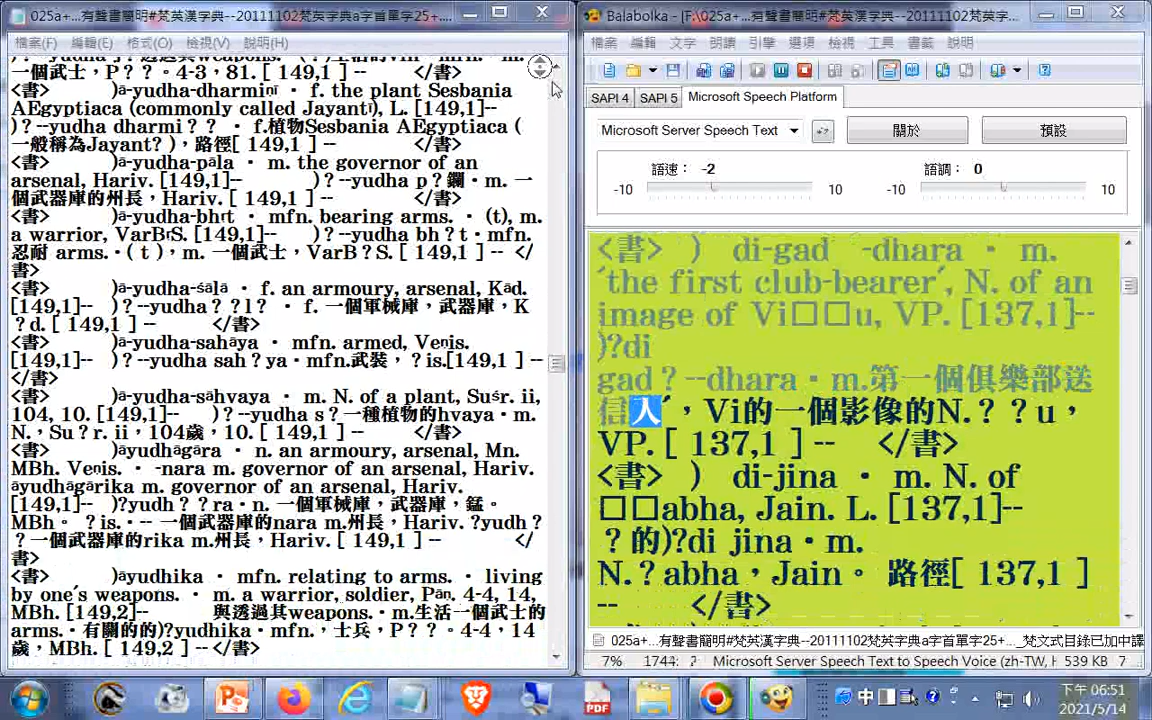 025a+...有聲書簡明#梵英漢字典--20111102梵英字典a字首單字25+...
檔案(F) 編輯(E) 格式(O) 檢視(V) 說明(H)
一個武士，P？？。4-3，81. [ 149,1 ] -- </書>
<書> )ā-yudha-dharmiṇī • f. the plant Sesbania
AEgyptiaca (commonly called Jayantī), L. [149,1]--
)？--yudha dharmi？？ • f.植物Sesbania AEgyptiaca (
一般稱為Jayant？)，路徑[ 149,1 ] -- </書>
<書> )ā-yudha-pāla • m. the governor of an
arsenal, Hariv. [149,1]-- )？--yudha p？鑭・m. 一
個武器庫的州長，Hariv. [ 149,1 ] -- </書>
<書> )ā-yudha-bhṛt • mfn. bearing arms. • (t), m.
a warrior, VarBṛS. [149,1]-- )？--yudha bh？t・mfn.
忍耐 arms.・( t )，m. 一個武士，VarB？S. [ 149,1 ] -- </
書>
<書> )ā-yudha-śālā • f. an armoury, arsenal, Kād.
[149,1]-- )？--yudha？？l？ • f. 一個軍械庫，武器庫，K
？d. [ 149,1 ] -- </書>
<書> )ā-yudha-sahāya • mfn. armed, Veṇis.
[149,1]-- )？--yudha sah？ya・mfn.武裝，？is.[149,1 ] --
</書>
<書> )ā-yudha-sāhvaya • m. N. of a plant, Suśr. ii,
104, 10. [149,1]-- )？--yudha s？一種植物的hvaya・m.
N.，Su？r. ii，104歲，10. [ 149,1 ] -- </書>
<書> )āyudhāgāra • n. an armoury, arsenal, Mn.
MBh. Veṇis. • -nara m. governor of an arsenal, Hariv.
āyudhāgārika m. governor of an arsenal, Hariv.
[149,1]-- )?yudh？？ra・n. 一個軍械庫，武器庫，錳。
MBh。？is.・-- 一個武器庫的nara m.州長，Hariv. ?yudh？
？一個武器庫的rika m.州長，Hariv. [ 149,1 ] -- </
書>
<書> )āyudhika • mfn. relating to arms. • living
by one's weapons. • m. a warrior, soldier, Pāṇ. 4-4, 14,
MBh. [149,2]-- 與透過其weapons.・m.生活一個武士的
arms.・有關的的)?yudhika・mfn.，士兵，P？？。4-4，14
歲，MBh. [ 149,2 ] --</書>
Balabolka - [F:\025a+...有聲書簡明#梵英漢字典--20111102梵英字...
檔案 編輯 文字 朗讀 引擎 選項 檢視 工具 書籤 說明
SAPI 4 SAPI 5 Microsoft Speech Platform
Microsoft Server Speech Text 關於 預設
語速： -2 語調： 0
-10 10 -10 10
<書> ) di-gad -dhara • m.
'the first club-bearer', N. of an
image of Vi□□u, VP. [137,1]--
)?di
gad？--dhara・m.第一個俱樂部送
信人´，Vi的一個影像的N.？？u，
VP. [ 137,1 ] -- </書>
<書> ) di-jina • m. N. of
□□abha, Jain. L. [137,1]--
？的)?di jina・m.
N.？abha，Jain。 路徑[ 137,1 ]
-- </書>
025a+...有聲書簡明#梵英漢字典--20111102梵英字典a字首單字25+..._梵文式目錄已加中譯
7% 1744: Microsoft Server Speech Text to Speech Voice (zh-TW, H 539 KB 7
中
下午 06:51
2021/5/14